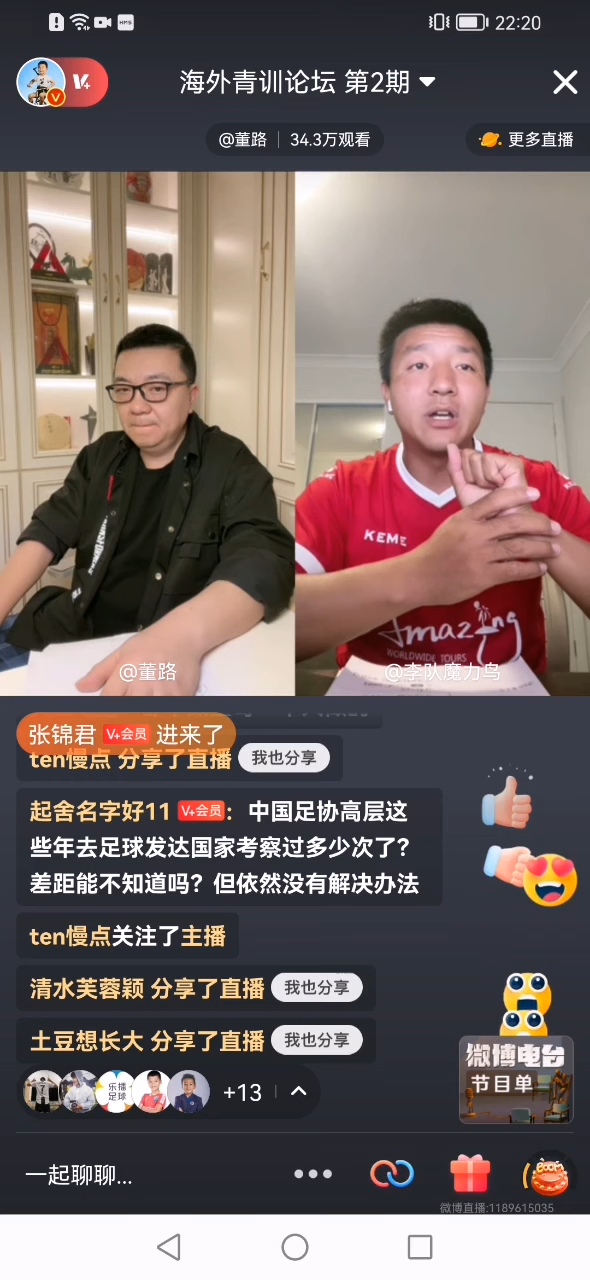 22:20
V+
海外青训论坛 第2期
@董路 34.3万观看
更多直播
KEME
Amazing
WORLDWIDE TOURS
@董路
@李队魔力鸟
张锦君 V+会员 进来了
ten慢点 分享了直播 我也分享
起舍名字好11 V+会员: 中国足协高层这
些年去足球发达国家考察过多少次了?
差距能不知道吗? 但依然没有解决办法
ten慢点关注了主播
清水芙蓉颖 分享了直播 我也分享
土豆想长大 分享了直播 我也分享
微博电台
节目单
乐播
足球
+13
一起聊聊...
BOOM
微博直播:1189615035